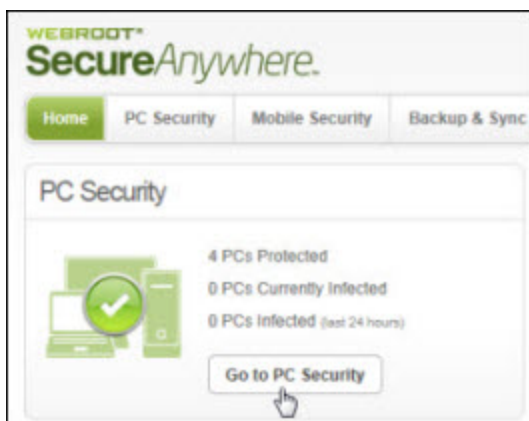 WEBROOT
SecureAnywhere.
Home PC Security Mobile Security Backup & Sync
PC Security
4 PCs Protected
0 PCs Currently Infected
0 PCs Infected (last 24 hours)
Go to PC Security